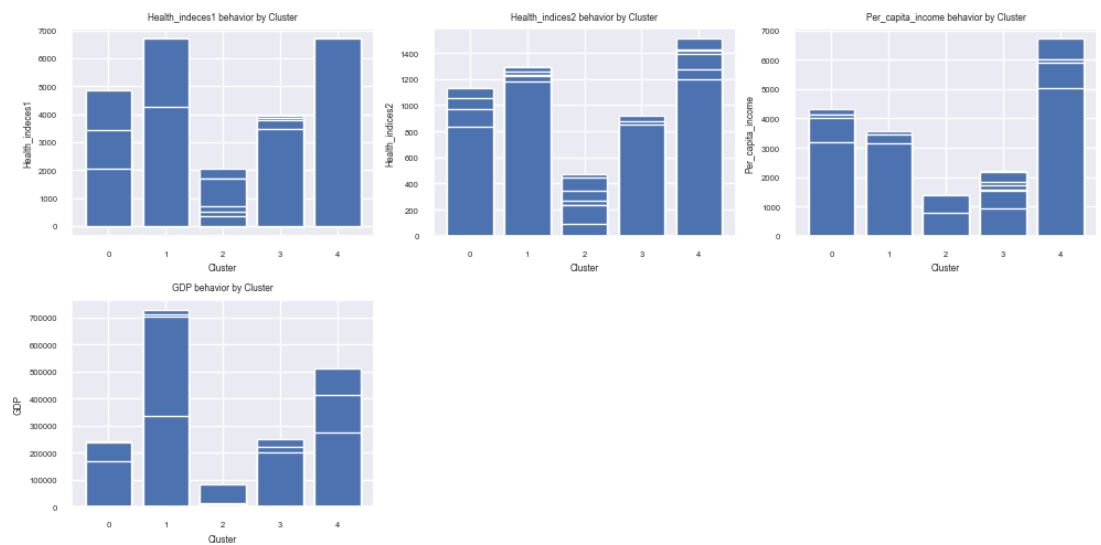 Health_indeces1 behavior by Cluster
Health_indeces1
7000
6000
5000
4000
3000
2000
1000
0
0 1 2 3 4
Cluster
Health_indices2 behavior by Cluster
Health_indices2
1400
1200
1000
800
600
400
200
0
0 1 2 3 4
Cluster
Per_capita_income behavior by Cluster
Per_capita_income
7000
6000
5000
4000
3000
2000
1000
0
0 1 2 3 4
Cluster
GDP behavior by Cluster
GDP
700000
600000
500000
400000
300000
200000
100000
0
0 1 2 3 4
Cluster